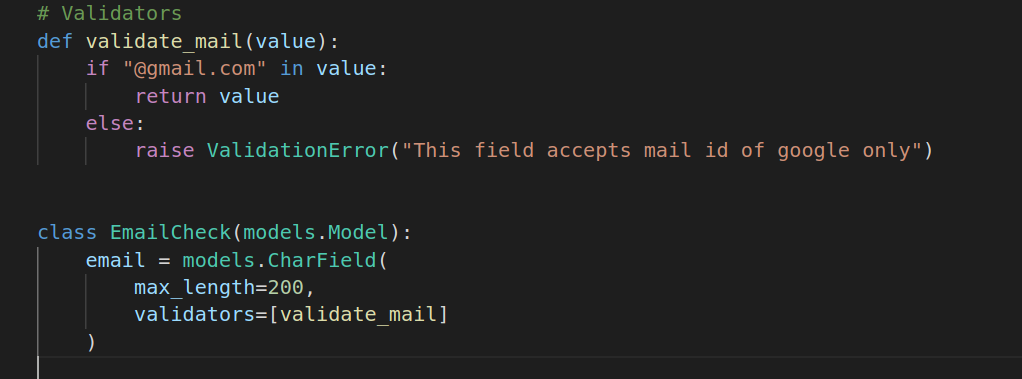 # Validators
def validate_mail(value):
    if "@gmail.com" in value:
        return value
    else:
        raise ValidationError("This field accepts mail id of google only")
class EmailCheck(models.Model):
    email = models.CharField(
        max_length=200,
        validators=[validate_mail]
    )